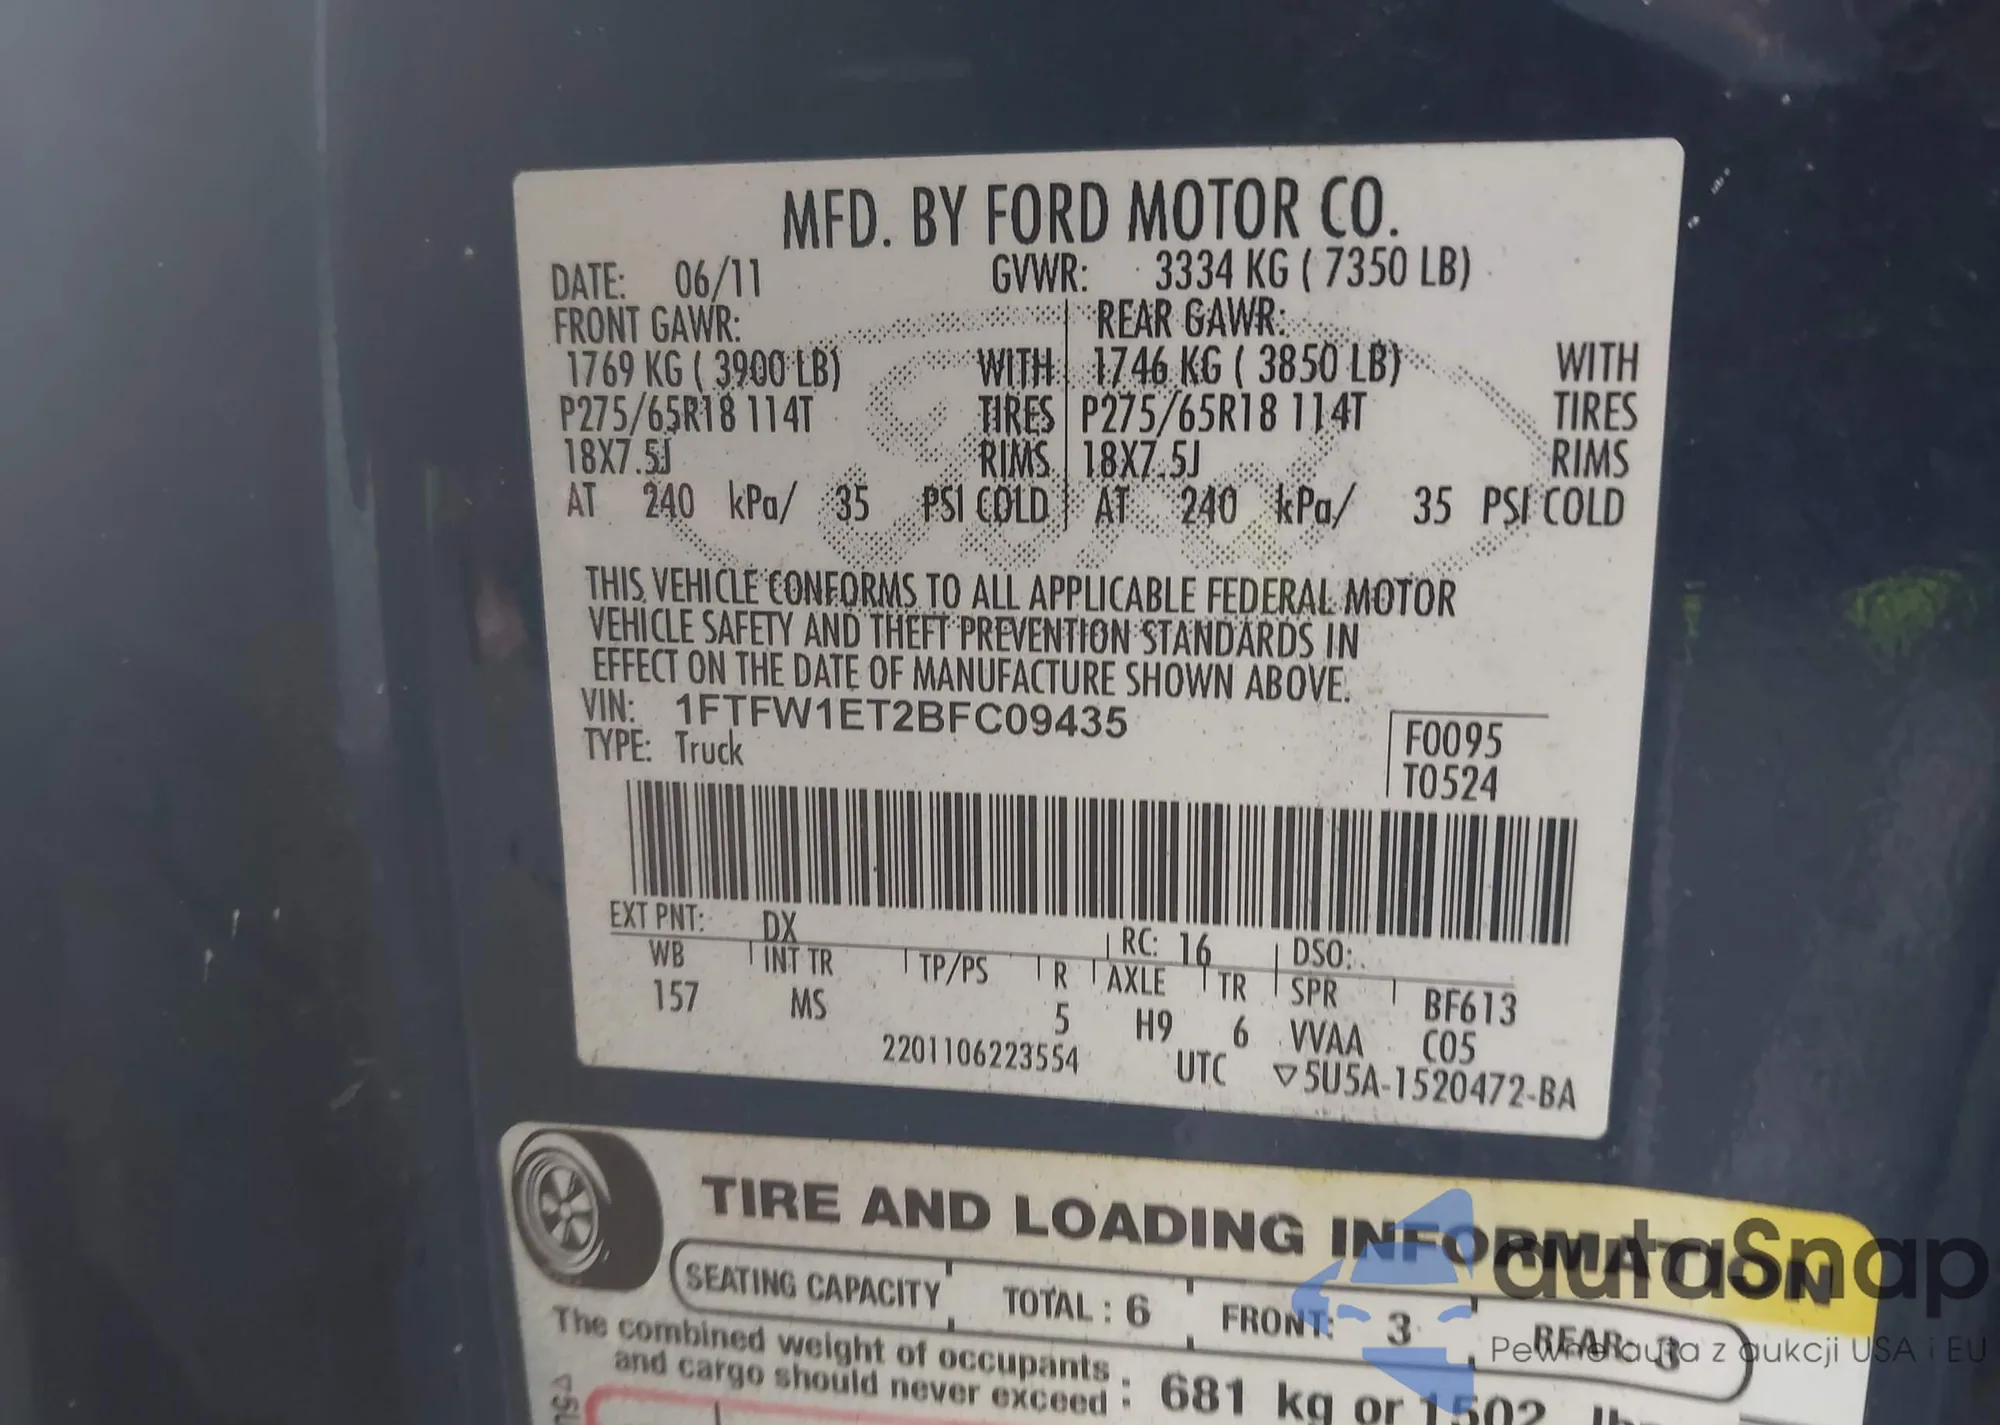 MFD. BY FORD MOTOR CO.
DATE: 06/11 GVWR: 3334 KG ( 7350 LB)
FRONT GAWR: REAR GAWR:
1769 KG ( 3900 LB) WITH 1746 KG ( 3850 LB) WITH
P275/65R18 114T TIRES P275/65R18 114T TIRES
18X7.5J RIMS 18X7.5J RIMS
AT 240 kPa/ 35 PSI COLD AT 240 kPa/ 35 PSI COLD
THIS VEHICLE CONFORMS TO ALL APPLICABLE FEDERAL MOTOR
VEHICLE SAFETY AND THEFT PREVENTION STANDARDS IN
EFFECT ON THE DATE OF MANUFACTURE SHOWN ABOVE.
VIN: 1FTFW1ET2BFC09435
TYPE: Truck
F0095
T0524
EXT PNT: DX RC: 16 DSO:
WB INT TR TP/PS R AXLE TR SPR BF613
157 MS 5 H9 6 VVAA C05
2201106223554 UTC ▽5U5A-1520472-BA
TIRE AND LOADING INFORMATION
SEATING CAPACITY TOTAL : 6 FRONT: 3 REAR: 3
The combined weight of occupants
and cargo should never exceed : 681 kg or 1502
autoSnap
Pewne auta z aukcji USA i EU